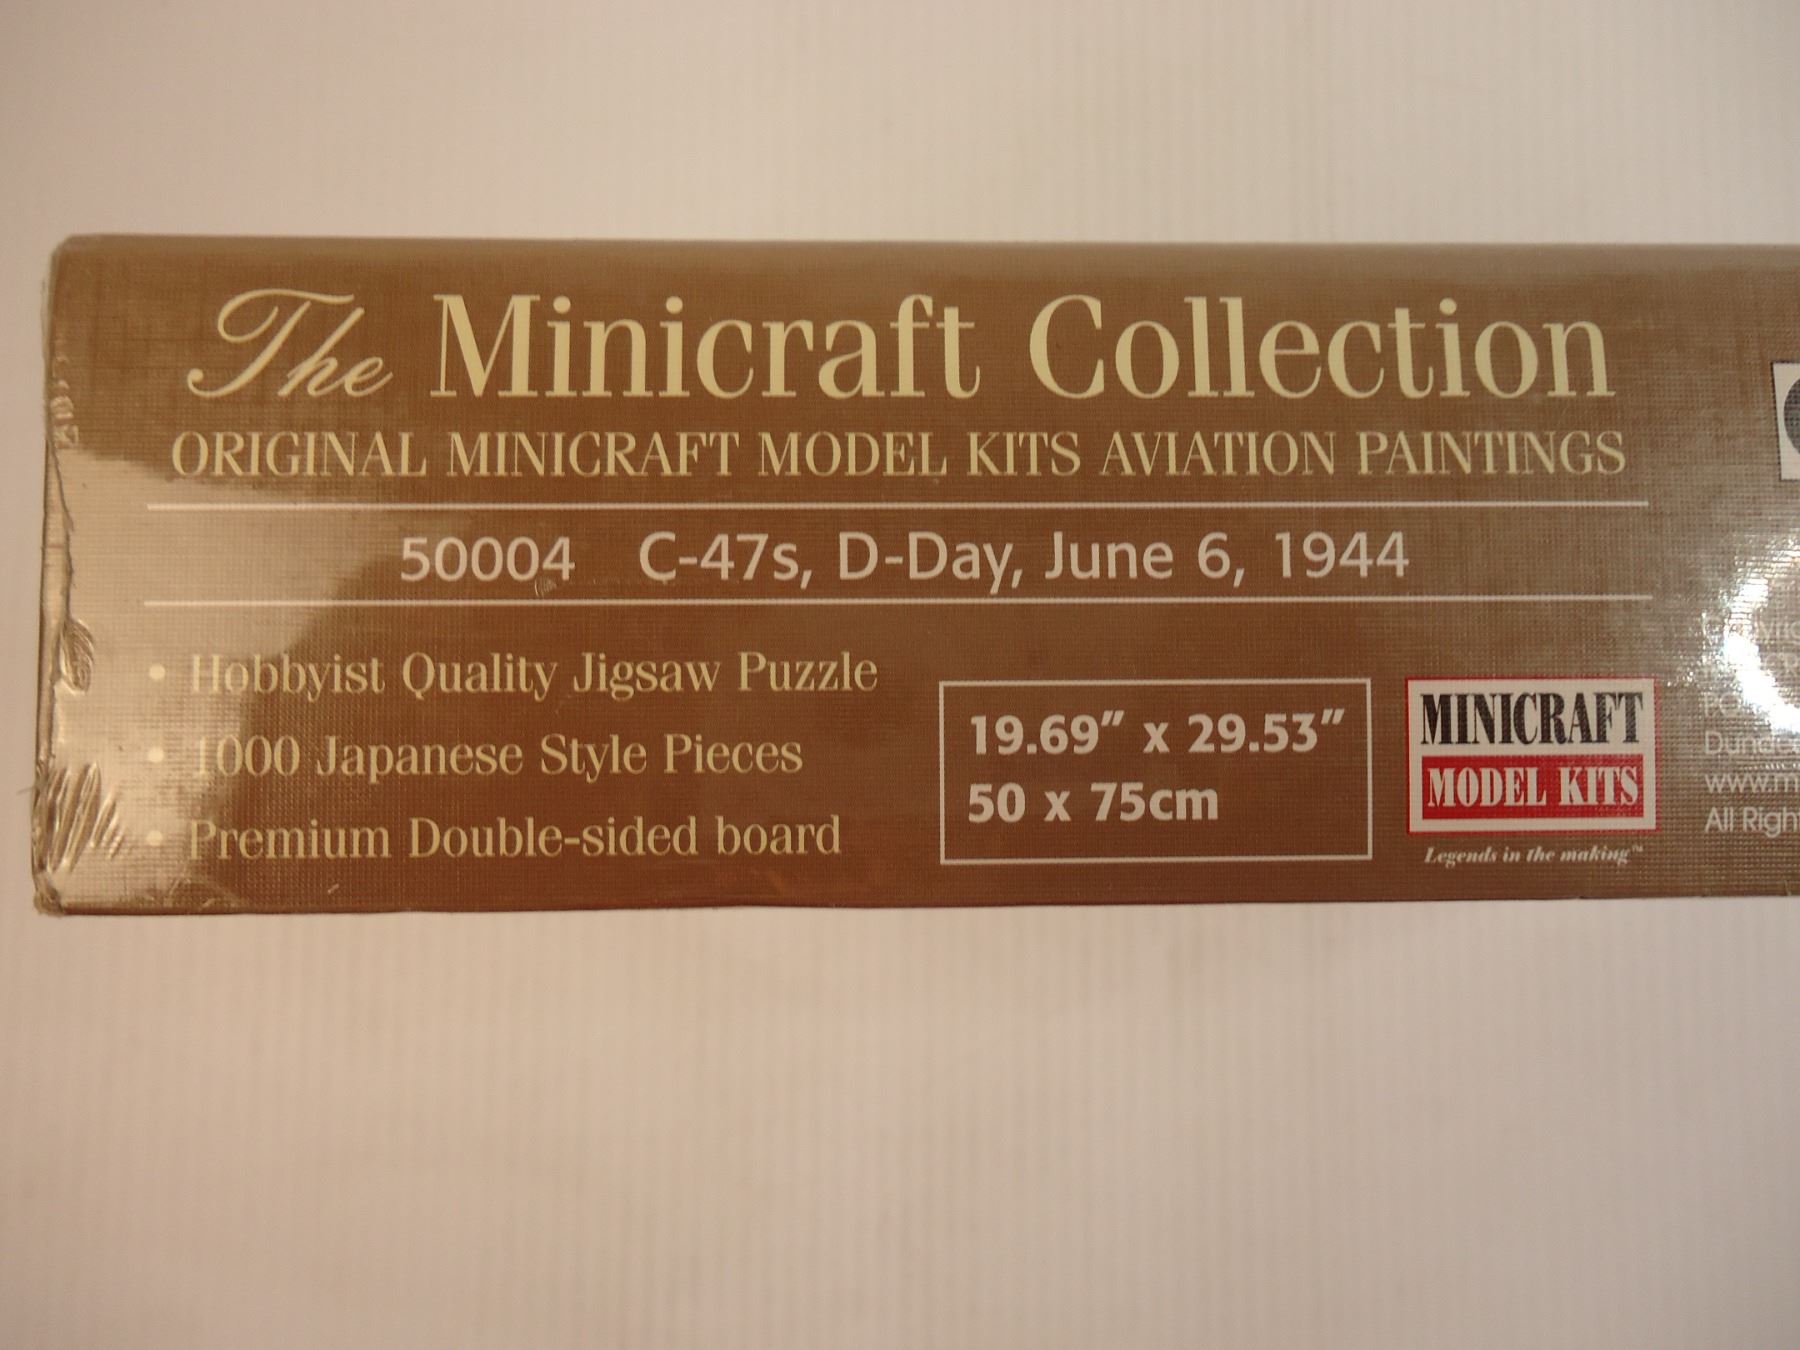 The Minicraft Collection
ORIGINAL MINICRAFT MODEL KITS AVIATION PAINTINGS
50004 C-47s, D-Day, June 6, 1944
• Hobbyist Quality Jigsaw Puzzle
• 1000 Japanese Style Pieces
• Premium Double-sided board
19.69″ x 29.53″
50 x 75cm
MINICRAFT
MODEL KITS
Legends in the making™
All